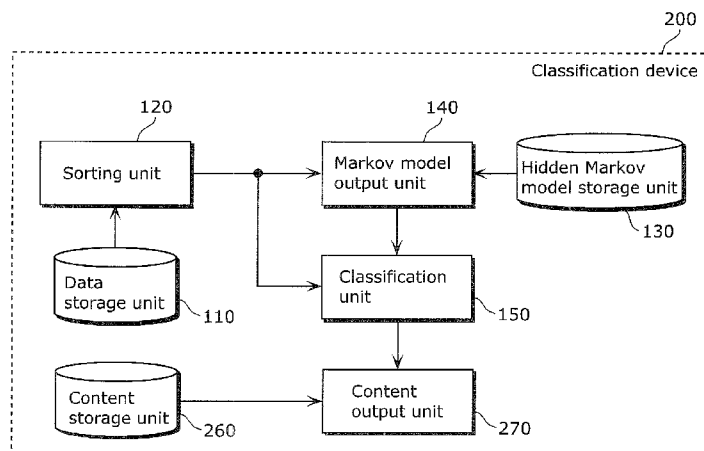 200
Classification device
120
140
Sorting unit
Markov model
output unit
Hidden Markov
model storage unit
130
Data
storage unit
110
Classification
unit
150
Content
storage unit
260
Content
output unit
270